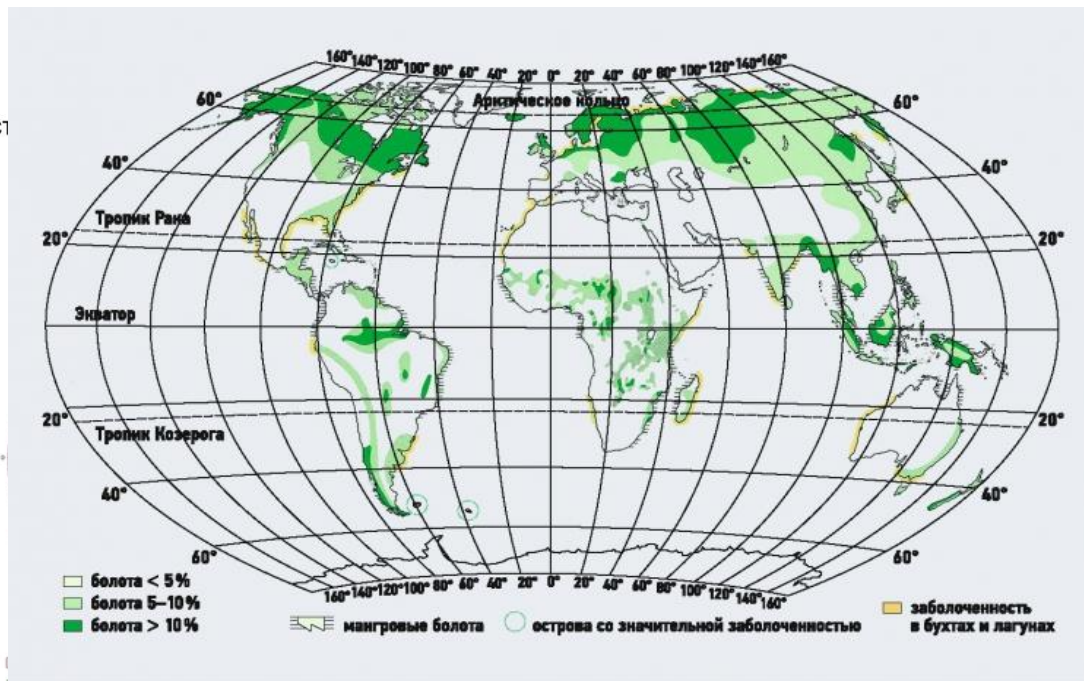 160° 140° 120° 100° 80° 60° 40° 20° 0° 20° 40° 60° 80° 100° 120° 140° 160°
60° Арктическое кольцо 60°
ст
40° 40°
Тропик Рака
20° 20°
Экватор
20° 20°
Тропик Козерога
40° 40°
60° 60°
160° 140° 120° 100° 80° 60° 40° 20° 0° 20° 40° 60° 80° 100° 120° 140° 160°
болота < 5 %
болота 5–10 %
болота > 10 %
мангровые болота
острова со значительной заболоченностью
заболоченность
в бухтах и лагунах